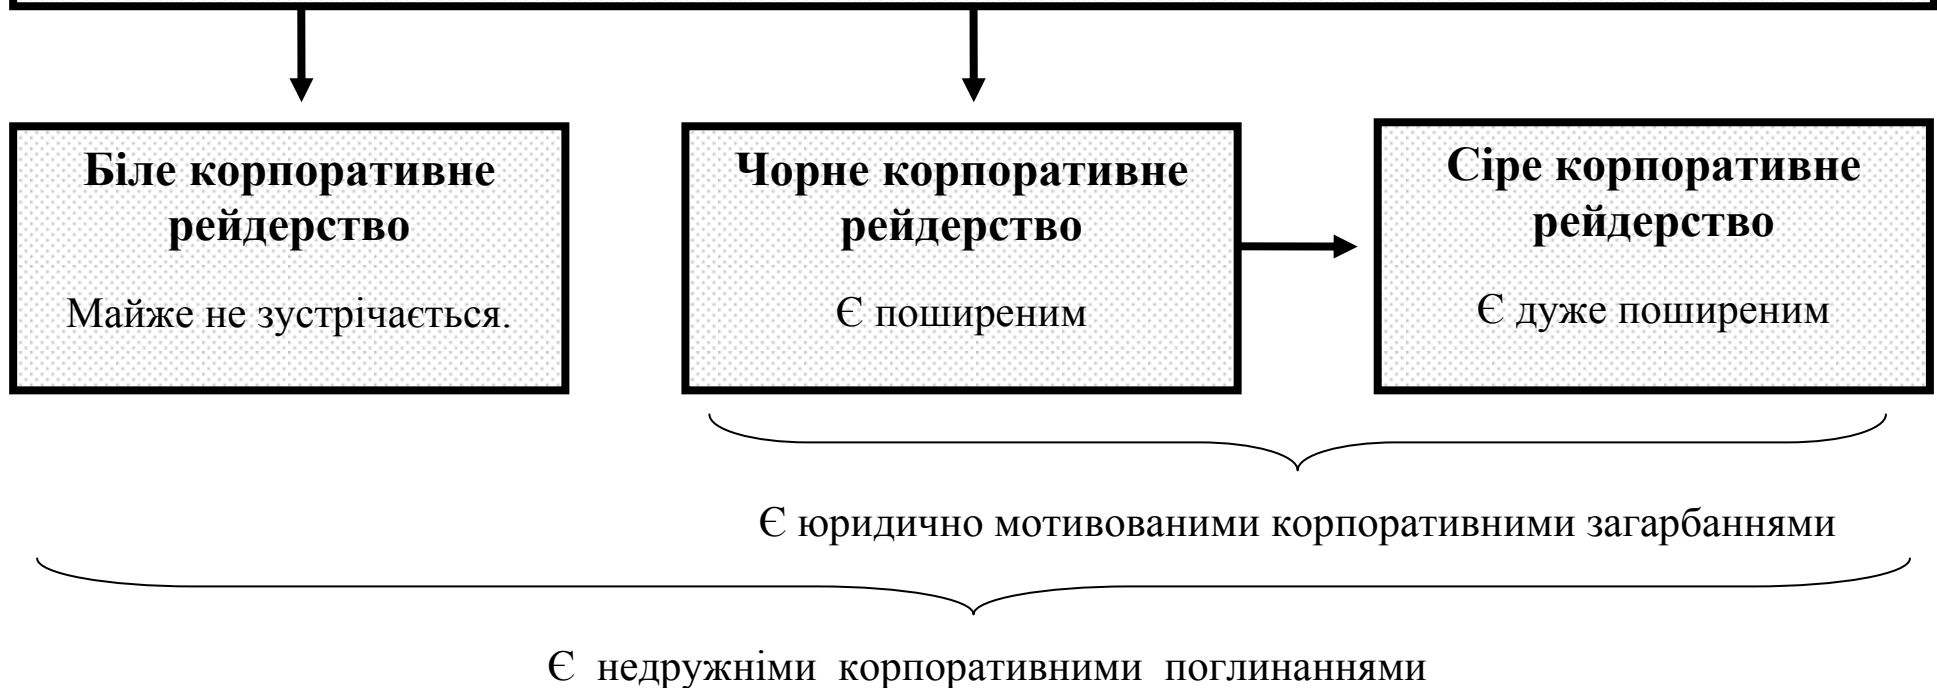 Біле корпоративне
рейдерство
Майже не зустрічається.
Чорне корпоративне
рейдерство
Є поширеним
Сіре корпоративне
рейдерство
Є дуже поширеним
Є юридично мотивованими корпоративними загарбаннями
Є недружніми корпоративними поглинаннями